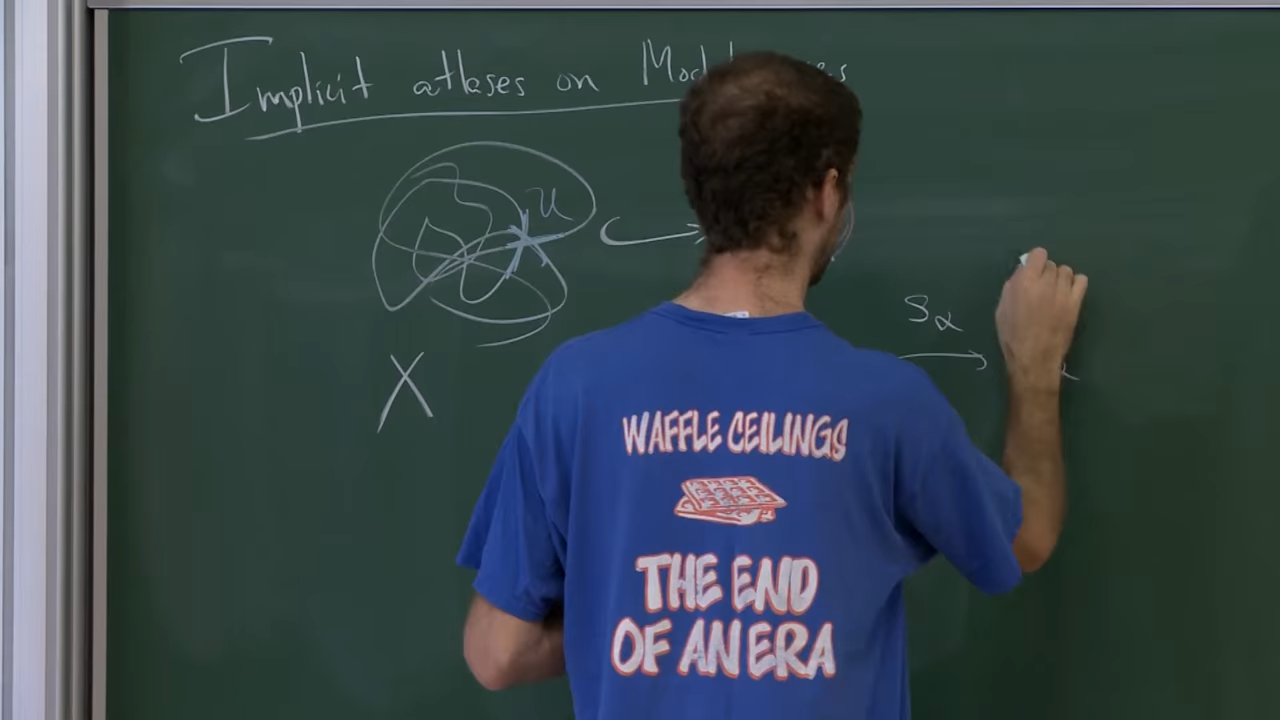 Implicit atlases on
u
S α
X
WAFFLE CEILINGS
THE END
OF AN ERA